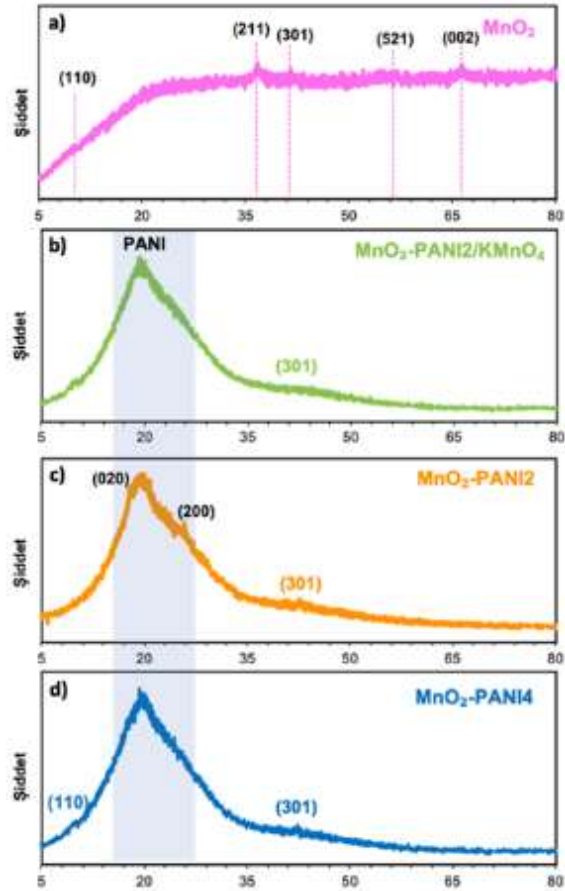 a)
MnO₂
(110)
(211)
(301)
(521)
(002)
Şiddet
5 20 35 50 65 80
b)
PANI
MnO₂-PANI2/KMnO₄
(301)
Şiddet
5 20 35 50 65 80
c)
(020)
(200)
MnO₂-PANI2
(301)
Şiddet
5 20 35 50 65 80
d)
MnO₂-PANI4
(110)
(301)
Şiddet
5 20 35 50 65 80